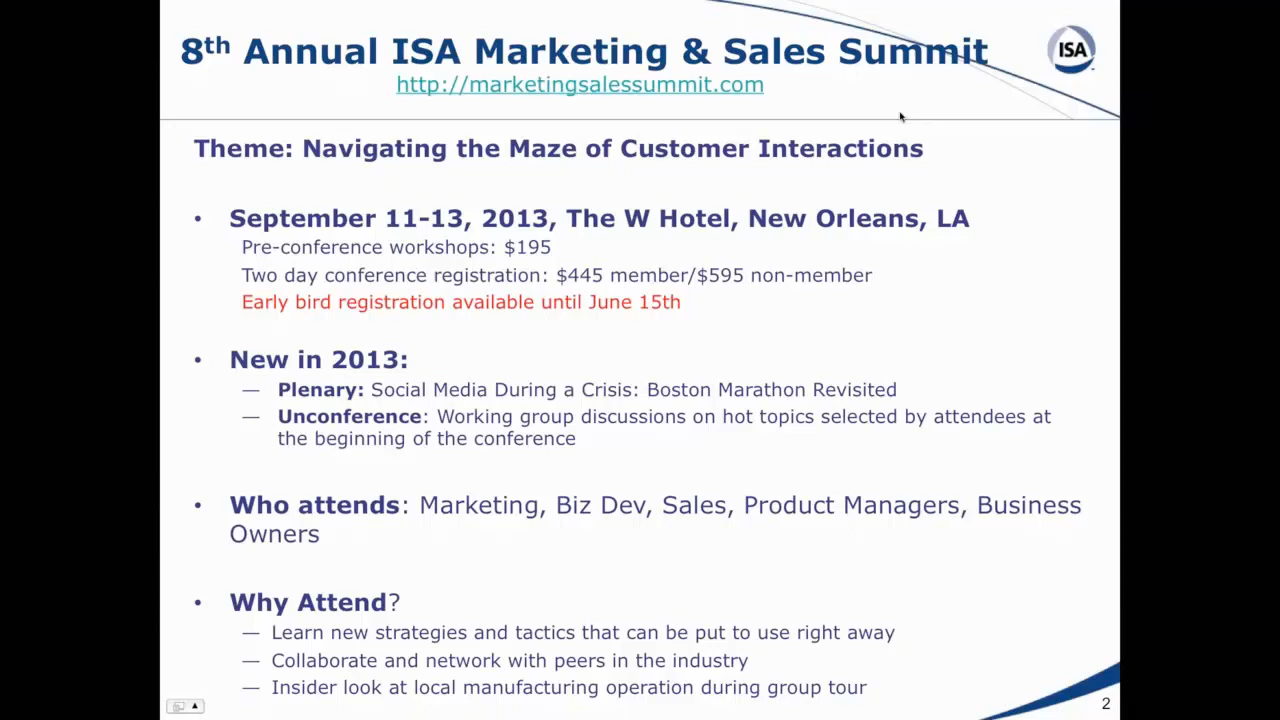 8th Annual ISA Marketing & Sales Summit
ISA
http://marketingsalessummit.com
Theme: Navigating the Maze of Customer Interactions
• September 11-13, 2013, The W Hotel, New Orleans, LA
Pre-conference workshops: $195
Two day conference registration: $445 member/$595 non-member
Early bird registration available until June 15th
• New in 2013:
— Plenary: Social Media During a Crisis: Boston Marathon Revisited
— Unconference: Working group discussions on hot topics selected by attendees at
the beginning of the conference
• Who attends: Marketing, Biz Dev, Sales, Product Managers, Business
Owners
• Why Attend?
— Learn new strategies and tactics that can be put to use right away
— Collaborate and network with peers in the industry
— Insider look at local manufacturing operation during group tour
2